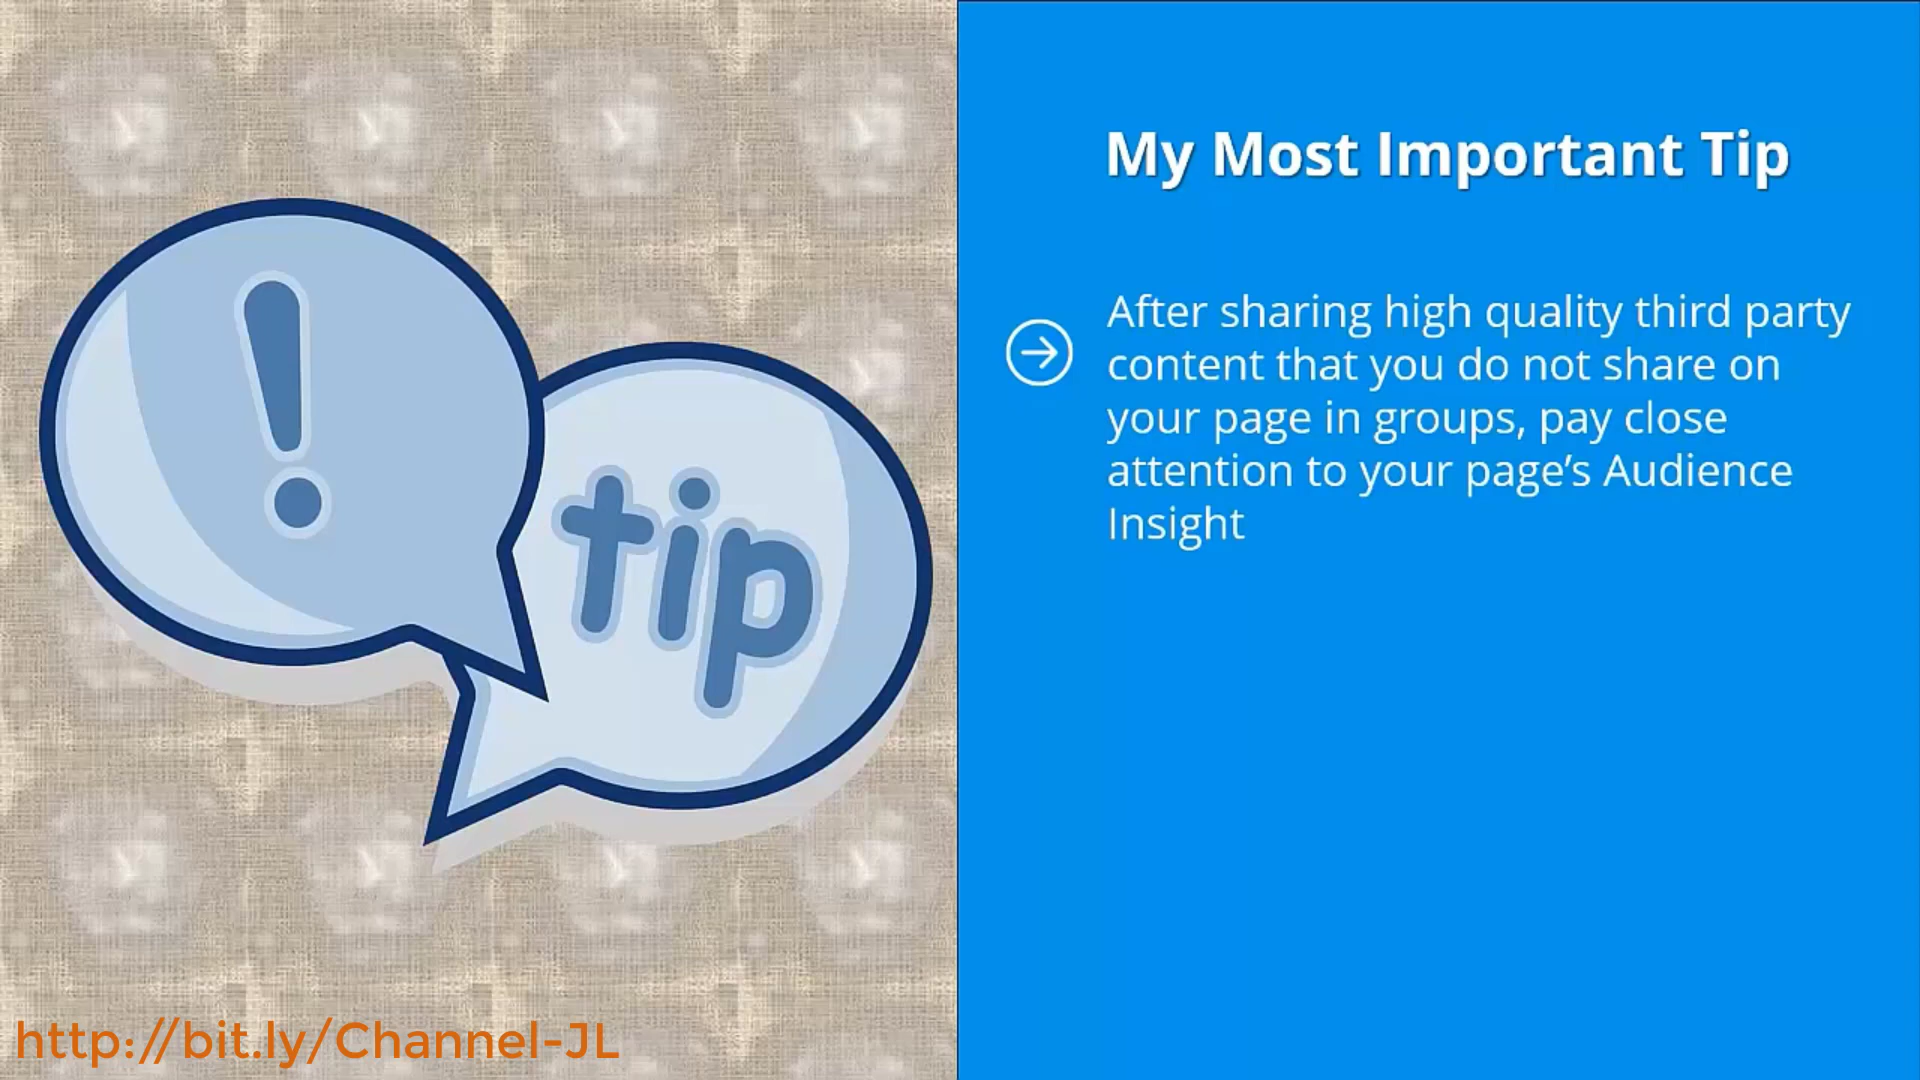 !
tip
My Most Important Tip
After sharing high quality third party
content that you do not share on
your page in groups, pay close
attention to your page’s Audience
Insight
http://bit.ly/Channel-JL